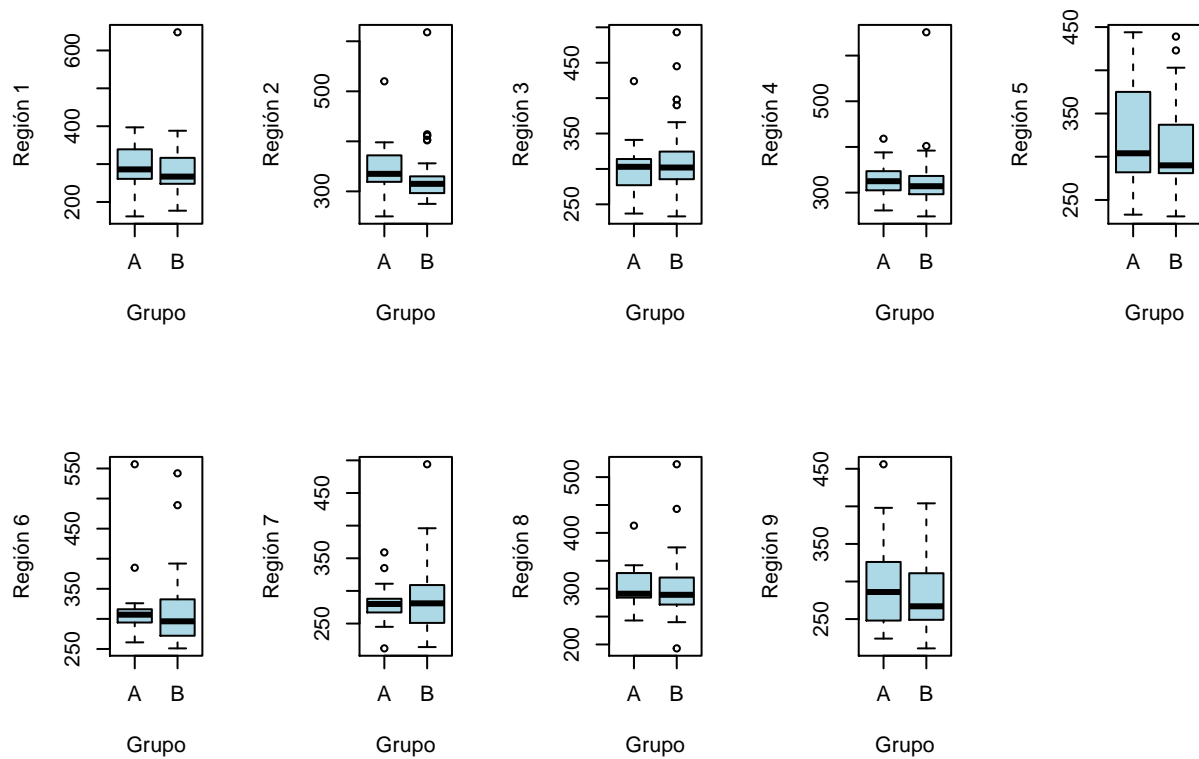 Región 1
600
400
300
200
A B
Grupo
Región 2
500
300
A B
Grupo
Región 3
450
350
250
A B
Grupo
Región 4
500
300
A B
Grupo
Región 5
450
350
250
A B
Grupo
Región 6
550
450
350
250
A B
Grupo
Región 7
450
350
250
A B
Grupo
Región 8
500
400
300
200
A B
Grupo
Región 9
450
350
250
A B
Grupo